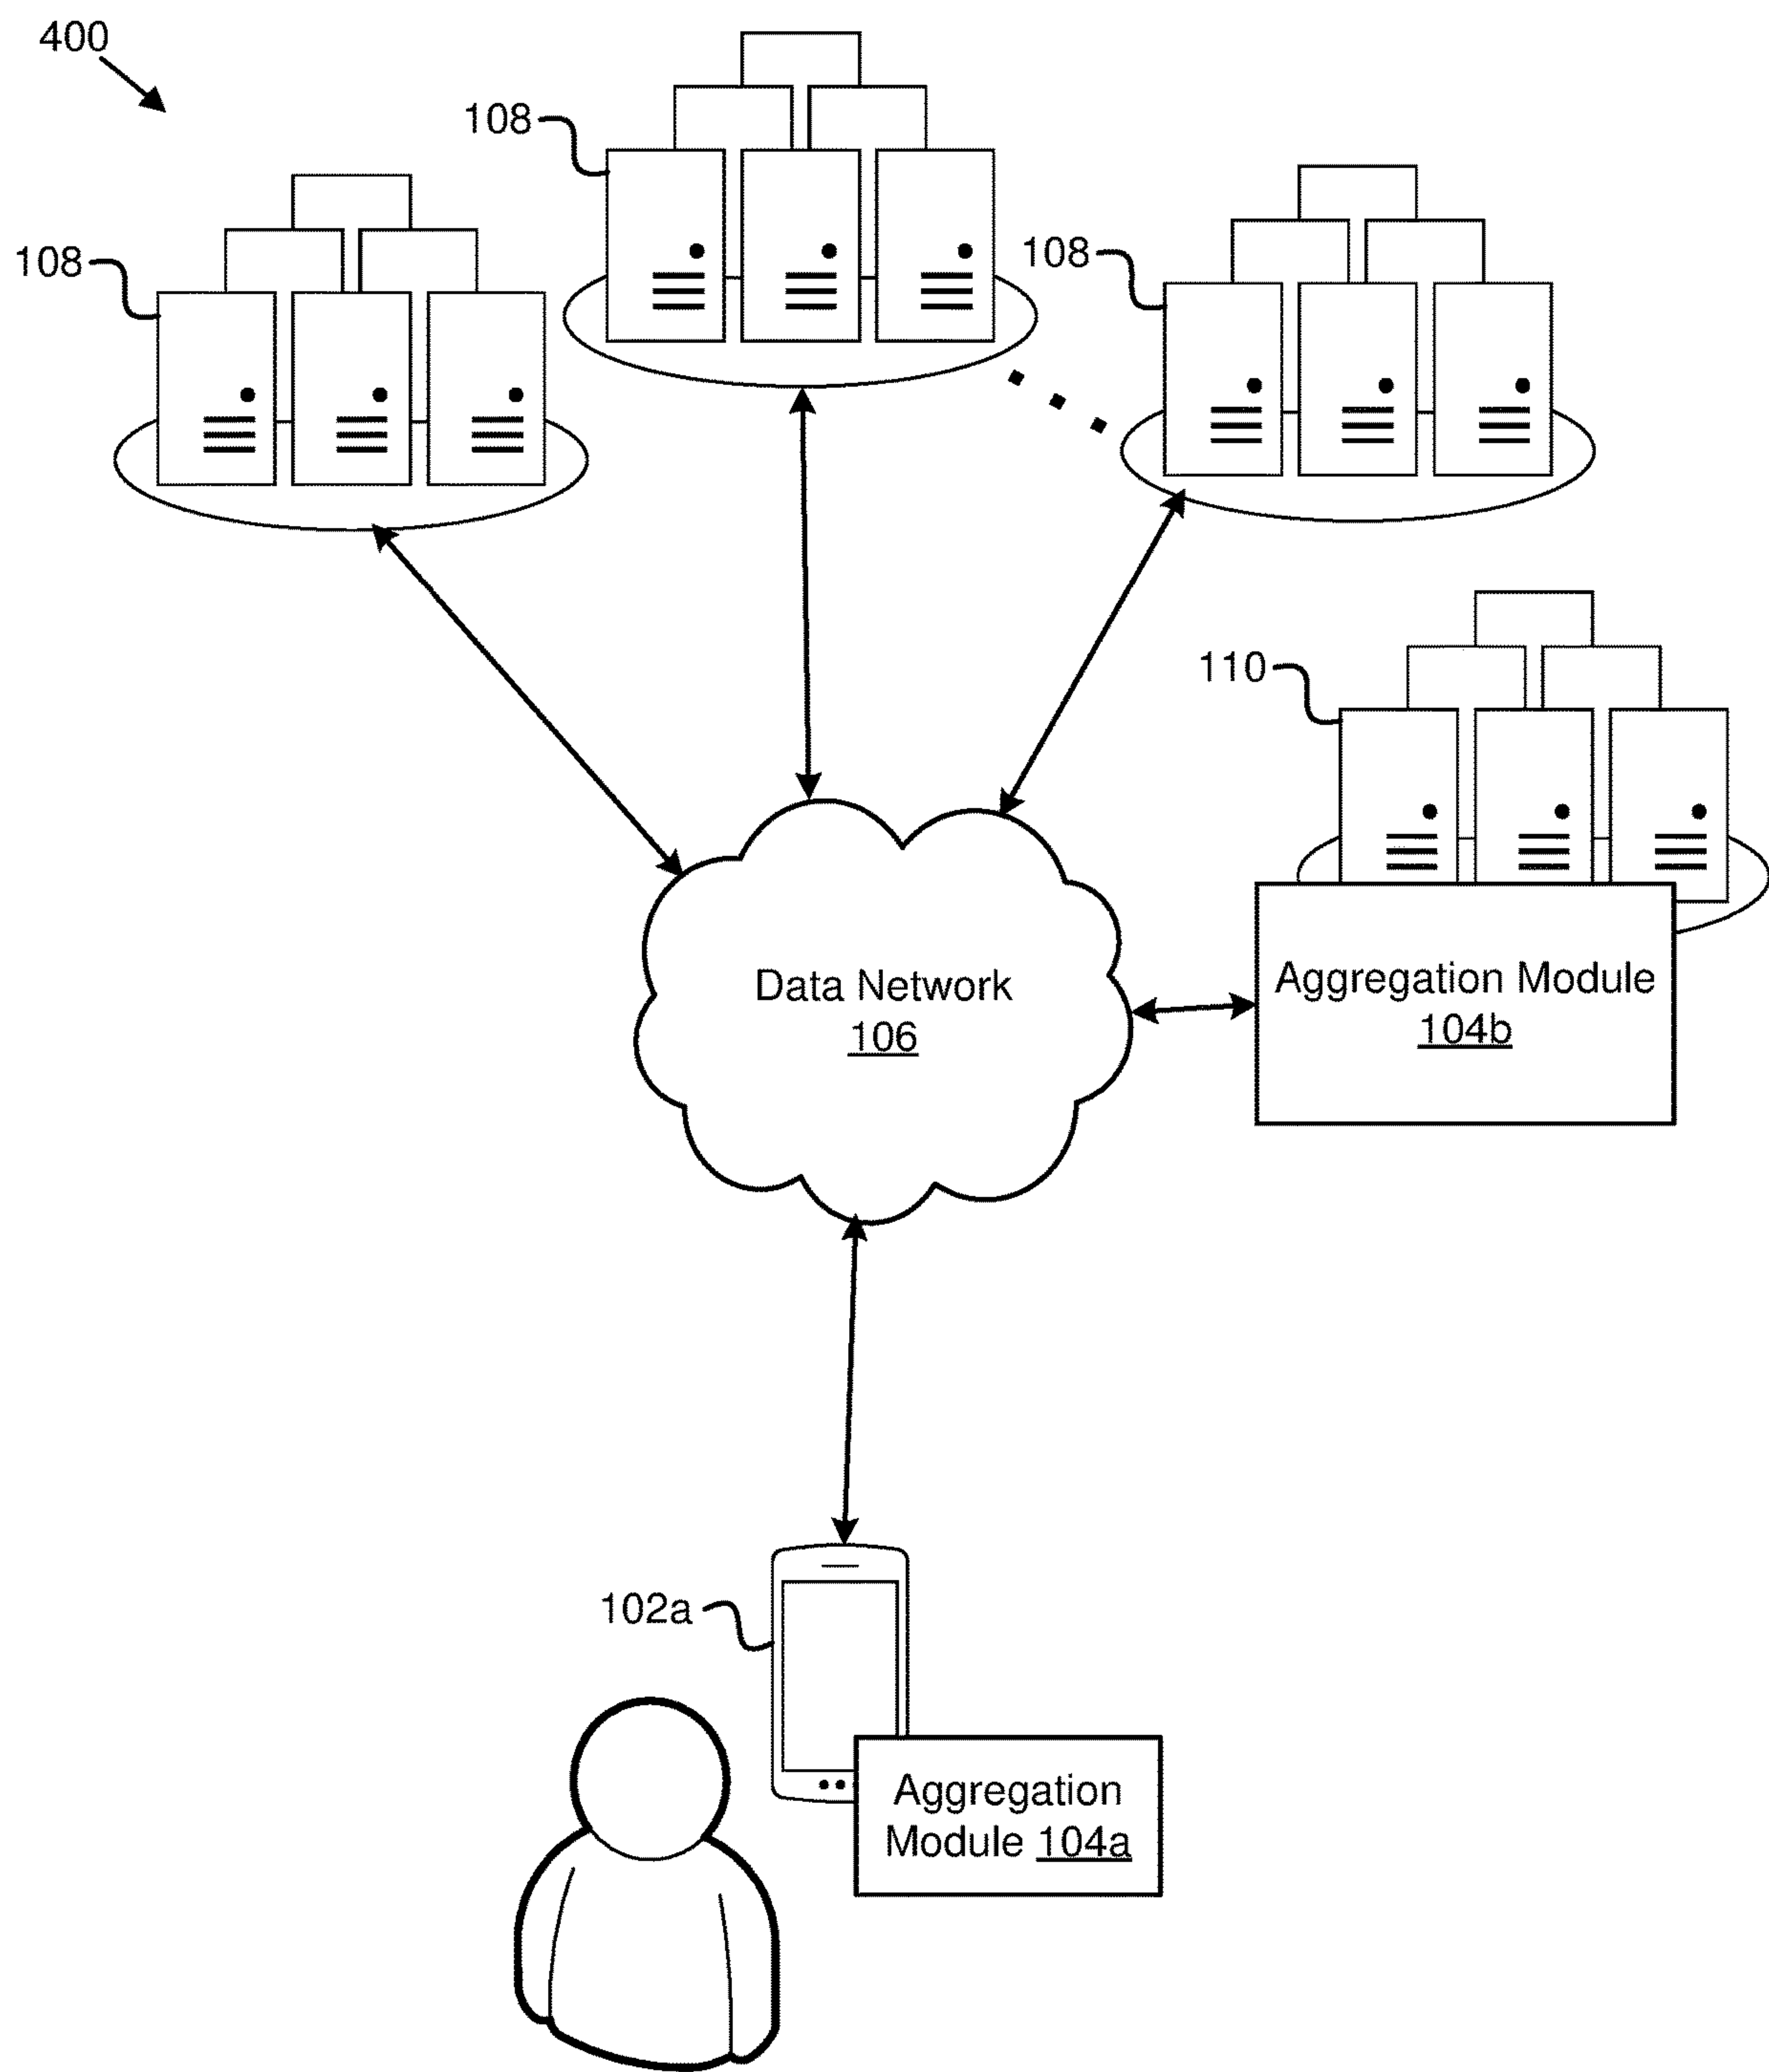 400
108
108
108
110
Data Network
106
Aggregation Module
104b
102a
Aggregation
Module 104a